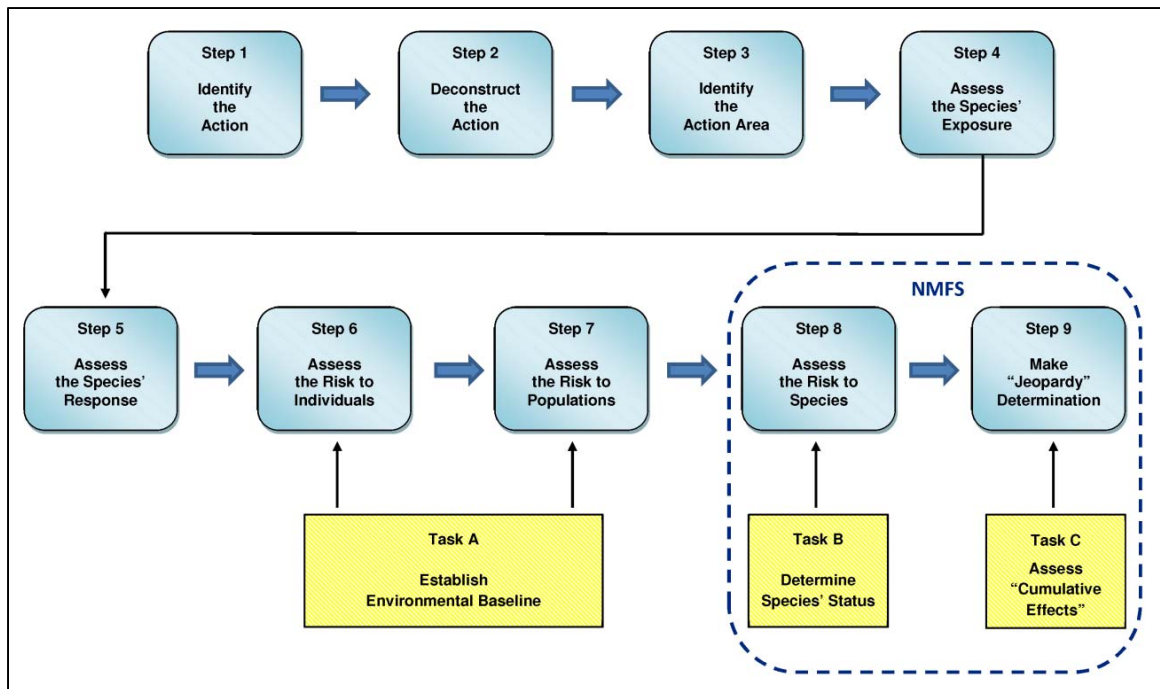 Step 1
Identify
the
Action
Step 2
Deconstruct
the
Action
Step 3
Identify
the
Action Area
Step 4
Assess
the Species’
Exposure
NMFS
Step 5
Assess
the Species’
Response
Step 6
Assess
the Risk to
Individuals
Step 7
Assess
the Risk to
Populations
Step 8
Assess
the Risk to
Species
Step 9
Make
“Jeopardy”
Determination
Task A
Establish
Environmental Baseline
Task B
Determine
Species’ Status
Task C
Assess
“Cumulative
Effects”